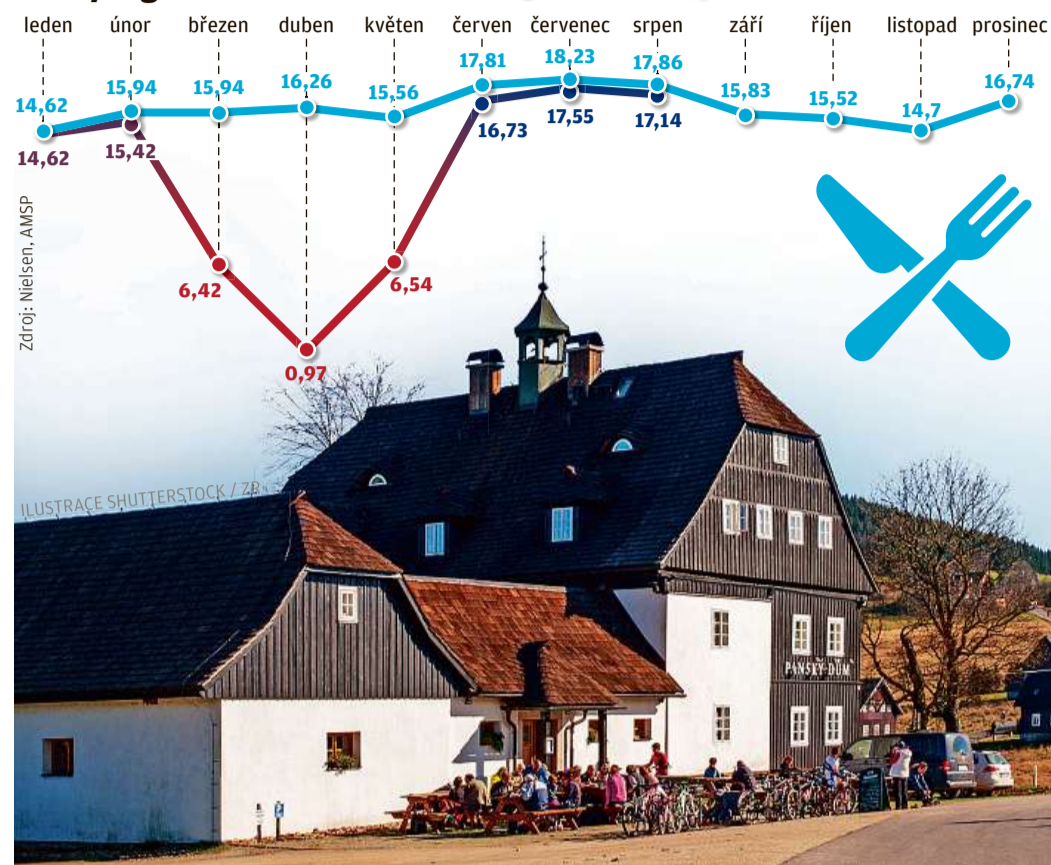 leden únor březen duben květen červen červenec srpen září říjen listopad prosinec
14,62 15,94 15,94 16,26 15,56 17,81 18,23 17,86 15,83 15,52 14,7 16,74
14,62 15,42 6,42 0,97 6,54 16,73 17,55 17,14
Zdroj: Nielsen, AMSP
ILUSTRACE SHUTTERSTOCK / ZR
PANSKÝ DŮM